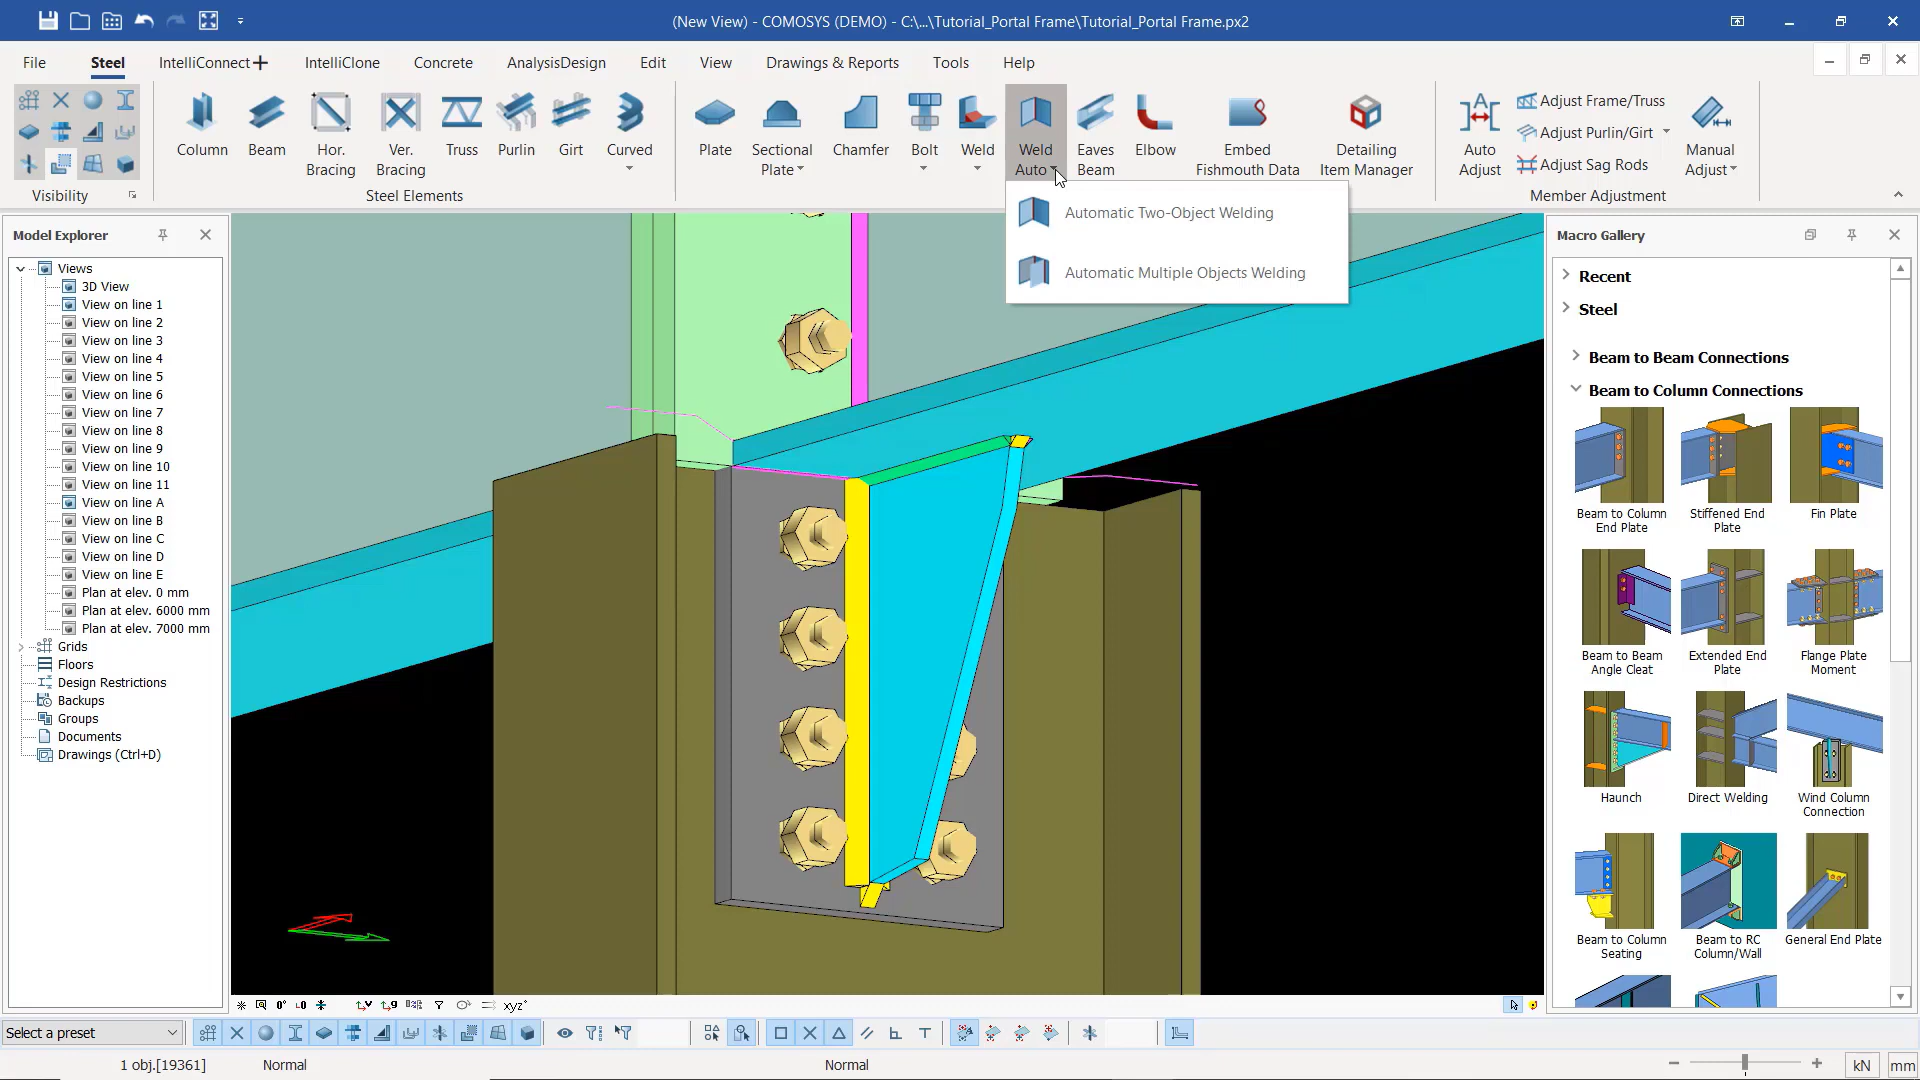 (New View) - COMOSYS (DEMO) - C:\...\Tutorial_Portal Frame\Tutorial_Portal Frame.px2
File
Steel
IntelliConnect+
IntelliClone
Concrete
AnalysisDesign
Edit
View
Drawings & Reports
Tools
Help
Visibility
Column
Beam
Hor.
Bracing
Ver.
Bracing
Truss
Purlin
Girt
Curved
Steel Elements
Plate
Sectional
Plate
Chamfer
Bolt
Weld
Weld
Auto
Eaves
Beam
Elbow
Embed
Fishmouth Data
Detailing
Item Manager
Auto
Adjust
Adjust Frame/Truss
Adjust Purlin/Girt
Adjust Sag Rods
Manual
Adjust
Member Adjustment
Automatic Two-Object Welding
Automatic Multiple Objects Welding
Model Explorer
Views
3D View
View on line 1
View on line 2
View on line 3
View on line 4
View on line 5
View on line 6
View on line 7
View on line 8
View on line 9
View on line 10
View on line 11
View on line A
View on line B
View on line C
View on line D
View on line E
Plan at elev. 0 mm
Plan at elev. 6000 mm
Plan at elev. 7000 mm
Grids
Floors
Design Restrictions
Backups
Groups
Documents
Drawings (Ctrl+D)
Macro Gallery
Recent
Steel
Beam to Beam Connections
Beam to Column Connections
Beam to Column
End Plate
Stiffened End
Plate
Fin Plate
Beam to Beam
Angle Cleat
Extended End
Plate
Flange Plate
Moment
Haunch
Direct Welding
Wind Column
Connection
Beam to Column
Seating
Beam to RC
Column/Wall
General End Plate
xyz°
Select a preset
1 obj.[19361]
Normal
Normal
kN
mm